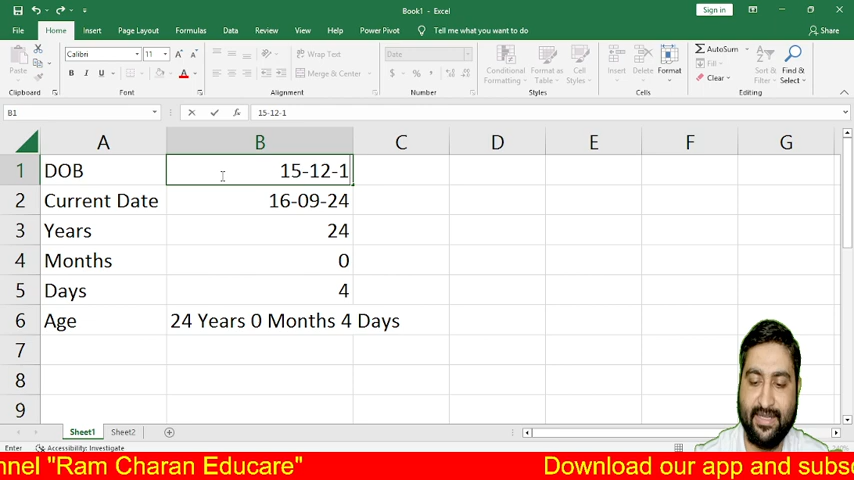 Book1 - Excel
Sign in
File Home Insert Page Layout Formulas Data Review View Help Power Pivot Tell me what you want to do Share
Calibri 11 Wrap Text Date AutoSum
Paste B I U Merge & Center $ % Conditional Formatting Format as Table Cell Styles Insert Delete Format Fill Clear Sort & Filter Find & Select
Clipboard Font Alignment Number Styles Cells Editing
B1 fx 15-12-1
A B C D E F G
1 DOB 15-12-1
2 Current Date 16-09-24
3 Years 24
4 Months 0
5 Days 4
6 Age 24 Years 0 Months 4 Days
7
8
9
Sheet1 Sheet2
Enter Accessibility: Investigate
nnel "Ram Charan Educare" Download our app and subsc